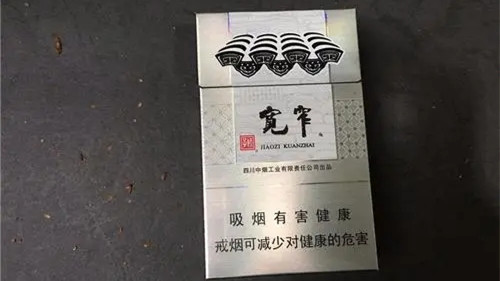 宽窄
JIAOZI KUANZHAI
四川中烟工业有限责任公司出品
吸烟有害健康
戒烟可减少对健康的危害